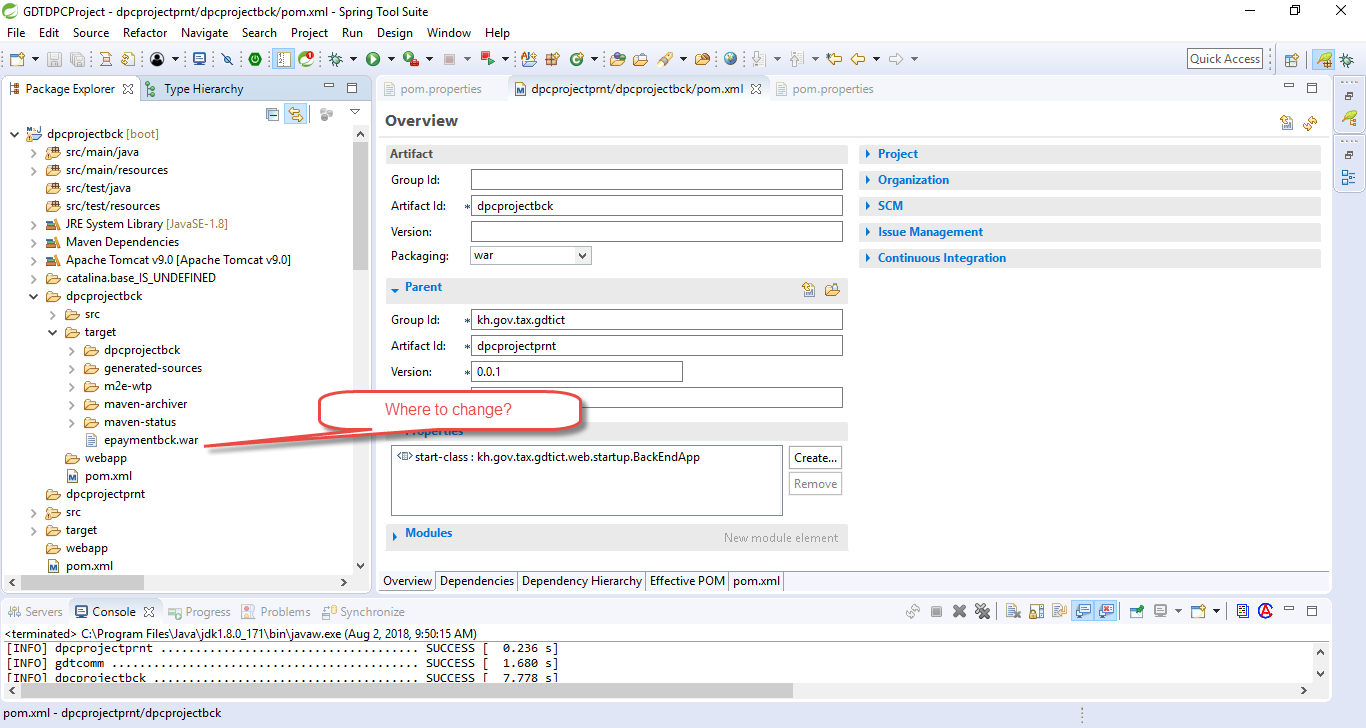 GDTDPCProject - dpcprojectprnt/dpcprojectbck/pom.xml - Spring Tool Suite
File Edit Source Refactor Navigate Search Project Run Design Window Help
Quick Access
Package Explorer Type Hierarchy
pom.properties dpcprojectprnt/dpcprojectbck/pom.xml pom.properties
dpcprojectbck [boot]
src/main/java
src/main/resources
src/test/java
src/test/resources
JRE System Library [JavaSE-1.8]
Maven Dependencies
Apache Tomcat v9.0 [Apache Tomcat v9.0]
catalina.base_IS_UNDEFINED
dpcprojectbck
src
target
dpcprojectbck
generated-sources
m2e-wtp
maven-archiver
maven-status
epaymentbck.war
webapp
pom.xml
dpcprojectprnt
src
target
webapp
pom.xml
Overview
Artifact
Group Id:
Artifact Id: * dpcprojectbck
Version:
Packaging: war
Parent
Group Id: * kh.gov.tax.gdtict
Artifact Id: * dpcprojectprnt
Version: * 0.0.1
Where to change?
Properties
start-class : kh.gov.tax.gdtict.web.startup.BackEndApp
Create...
Remove
Modules New module element
Project
Organization
SCM
Issue Management
Continuous Integration
Overview Dependencies Dependency Hierarchy Effective POM pom.xml
Servers Console Progress Problems Synchronize
<terminated> C:\Program Files\Java\jdk1.8.0_171\bin\javaw.exe (Aug 2, 2018, 9:50:15 AM)
[INFO] dpcprojectprnt ..................................... SUCCESS [  0.236 s]
[INFO] gdtcomm ............................................ SUCCESS [  1.680 s]
[INFO] dpcprojectbck ...................................... SUCCESS [  7.778 s]
pom.xml - dpcprojectprnt/dpcprojectbck